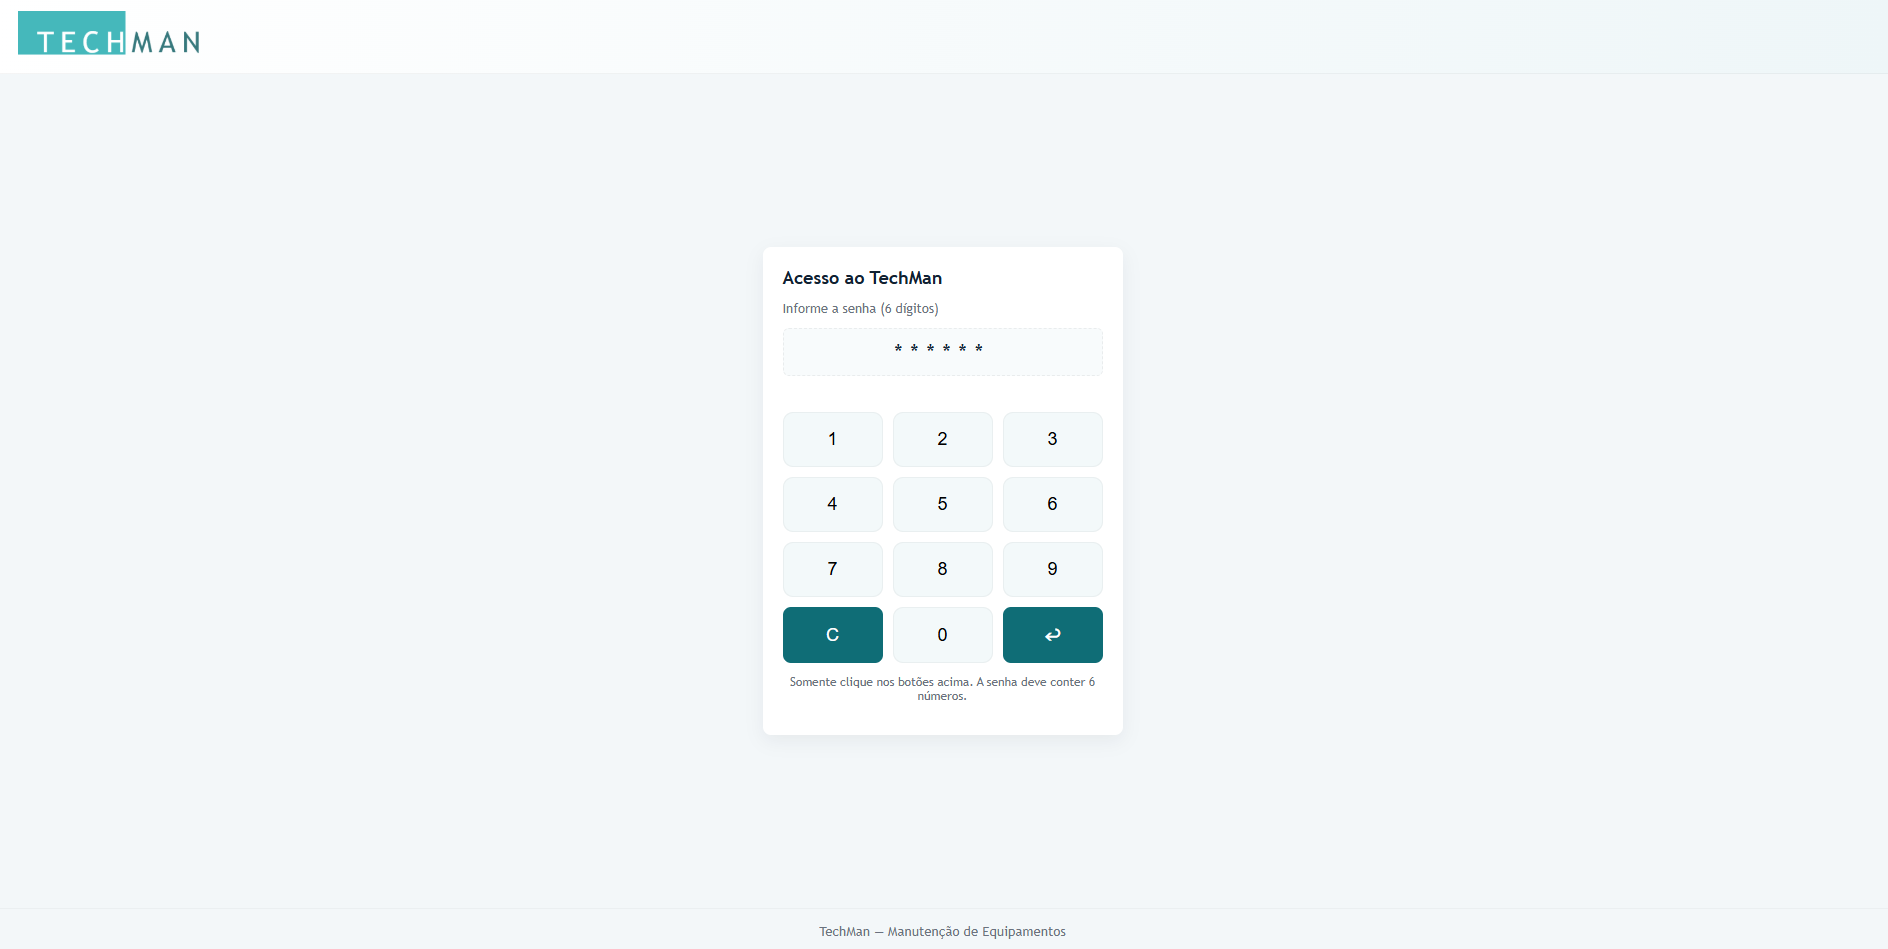 TECHMAN
Acesso ao TechMan
Informe a senha (6 dígitos)
* * * * * *
1 2 3
4 5 6
7 8 9
C 0 ↩
Somente clique nos botões acima. A senha deve conter 6
números.
TechMan — Manutenção de Equipamentos